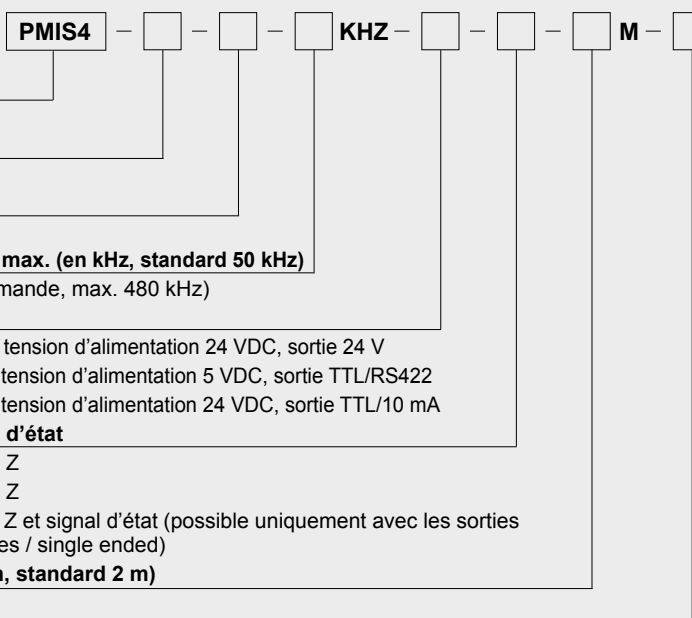 PMIS4 – – – KHZ – – – M –
max. (en kHz, standard 50 kHz)
mande, max. 480 kHz)
tension d’alimentation 24 VDC, sortie 24 V
tension d’alimentation 5 VDC, sortie TTL/RS422
tension d’alimentation 24 VDC, sortie TTL/10 mA
d’état
Z
Z
Z et signal d’état (possible uniquement avec les sorties
es / single ended)
, standard 2 m)